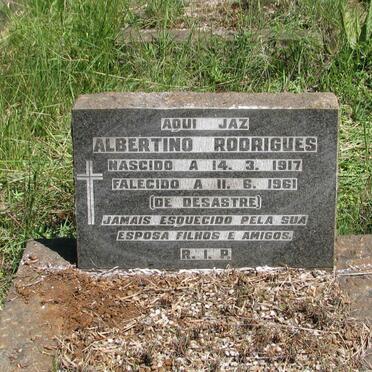 AQUI JAZ
ALBERTINO RODRIGUES
NASCIDO A 14. 3. 1917
FALECIDO A 11. 6. 1961
(DE DESASTRE)
JAMAIS ESQUECIDO PELA SUA
ESPOSA FILHOS E AMIGOS.
R. I. P.